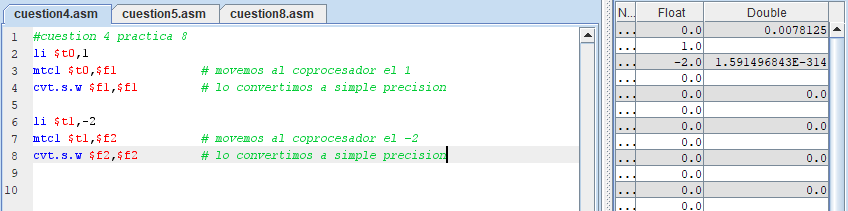 cuestion4.asm cuestion5.asm cuestion8.asm
1 #cuestion 4 practica 8
2 li $t0,1
3 mtc1 $t0,$f1 # movemos al coprocesador el 1
4 cvt.s.w $f1,$f1 # lo convertimos a simple precision
5
6 li $t1,-2
7 mtc1 $t1,$f2 # movemos al coprocesador el -2
8 cvt.s.w $f2,$f2 # lo convertimos a simple precision
9
10
N... Float Double
... 0.0 0.0078125
... 1.0
... -2.0 1.591496843E-314
... 0.0
... 0.0 0.0
... 0.0
... 0.0 0.0
... 0.0
... 0.0 0.0
... 0.0
... 0.0